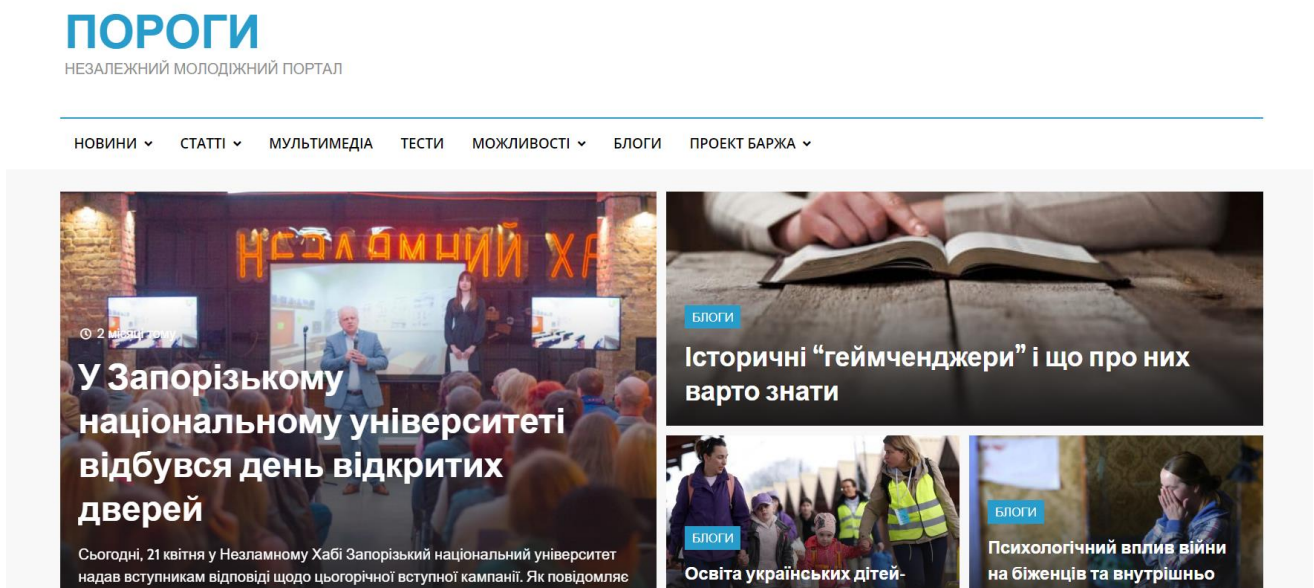 ПОРОГИ
НЕЗАЛЕЖНИЙ МОЛОДІЖНИЙ ПОРТАЛ
НОВИНИ СТАТТІ МУЛЬТИМЕДІА ТЕСТИ МОЖЛИВОСТІ БЛОГИ ПРОЕКТ БАРЖА
НЕЗЛАМНИЙ ХА
2 місяці тому
У Запорізькому
національному університеті
відбувся день відкритих
дверей
Сьогодні, 21 квітня у Незламному Хабі Запорізький національний університет
надав вступникам відповіді щодо цьогорічної вступної кампанії. Як повідомляє
БЛОГИ
Історичні “геймченджери” і що про них
варто знати
БЛОГИ
Освіта українських дітей-
БЛОГИ
Психологічний вплив війни
на біженців та внутрішньо